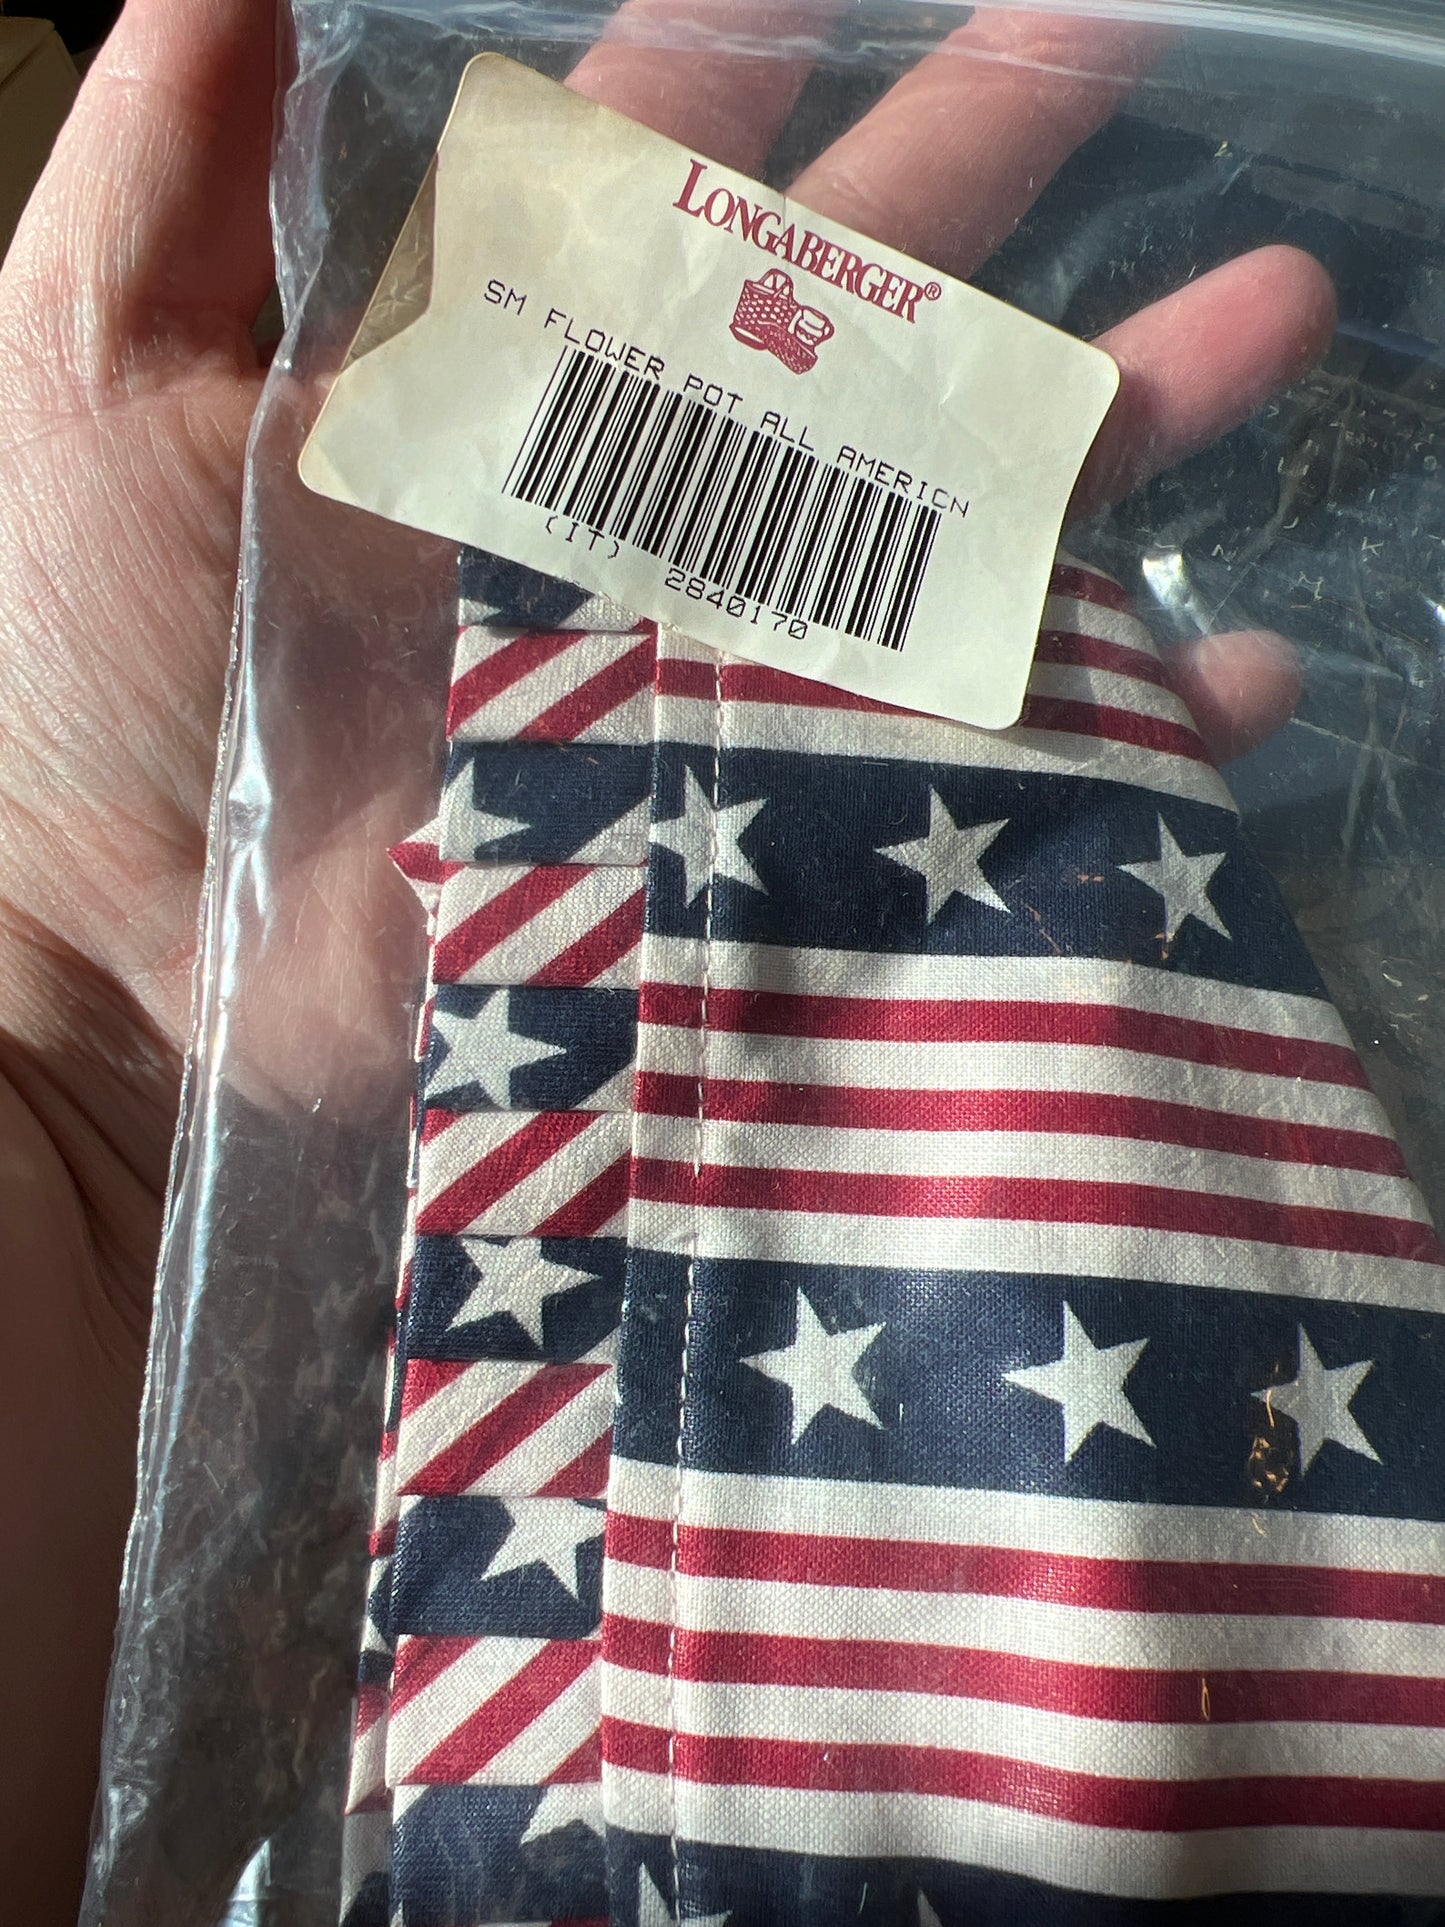 LONGABERGER®
SM FLOWER POT ALL AMERICN
(IT) 2840170